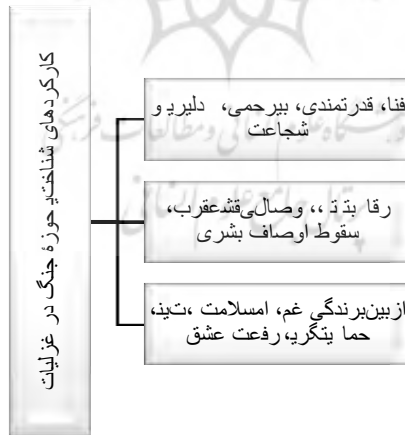 کارکردهای شناختیِ حوزهٔ جنگ در غزلیات
فنا، قدرتمندی، بیرحمی، دلیری و
شجاعت
وصال
سقوط اوصاف بشری
ازبین‌برندگی غم،
حمایتگری، رفعت عشق